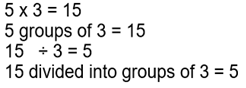 5 x 3 = 15
5 groups of 3 = 15
15 ÷ 3 = 5
15 divided into groups of 3 = 5